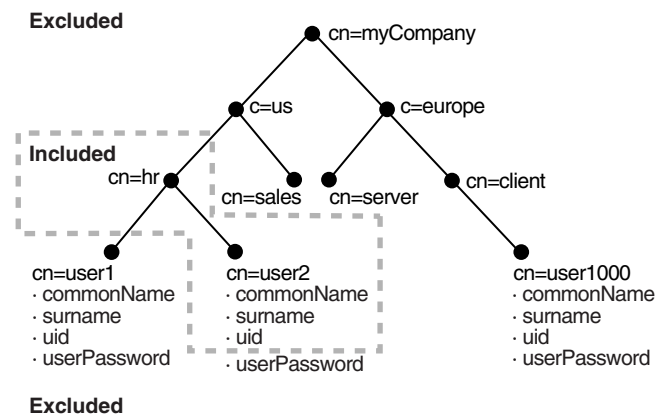 Excluded
cn=myCompany
c=us
c=europe
Included
cn=hr
cn=sales
cn=server
cn=client
cn=user1
· commonName
· surname
· uid
· userPassword
cn=user2
· commonName
· surname
· uid
· userPassword
cn=user1000
· commonName
· surname
· uid
· userPassword
Excluded